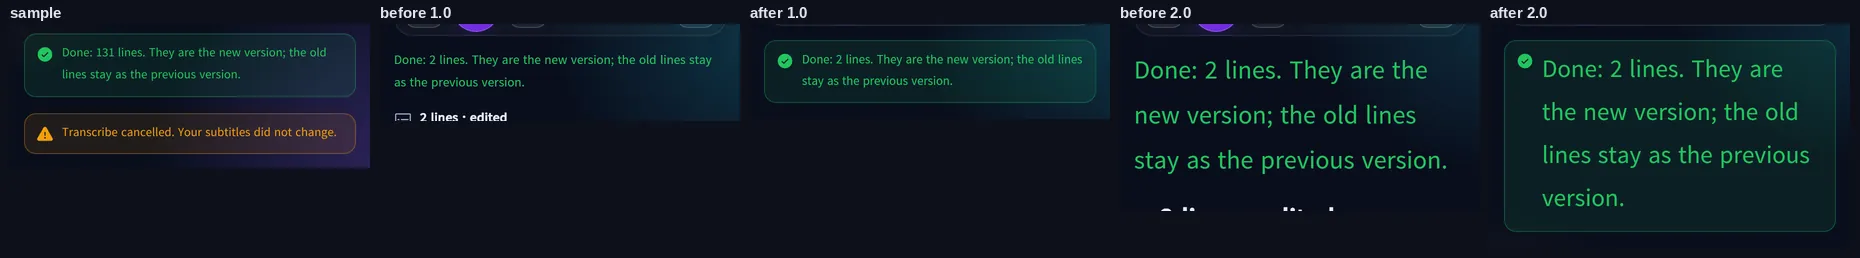 sample
Done: 131 lines. They are the new version; the old
lines stay as the previous version.
Transcribe cancelled. Your subtitles did not change.
before 1.0
Done: 2 lines. They are the new version; the old lines stay
as the previous version.
2 lines · edited
after 1.0
Done: 2 lines. They are the new version; the old lines
stay as the previous version.
before 2.0
Done: 2 lines. They are the
new version; the old lines
stay as the previous version.
after 2.0
Done: 2 lines. They are
the new version; the old
lines stay as the previous
version.